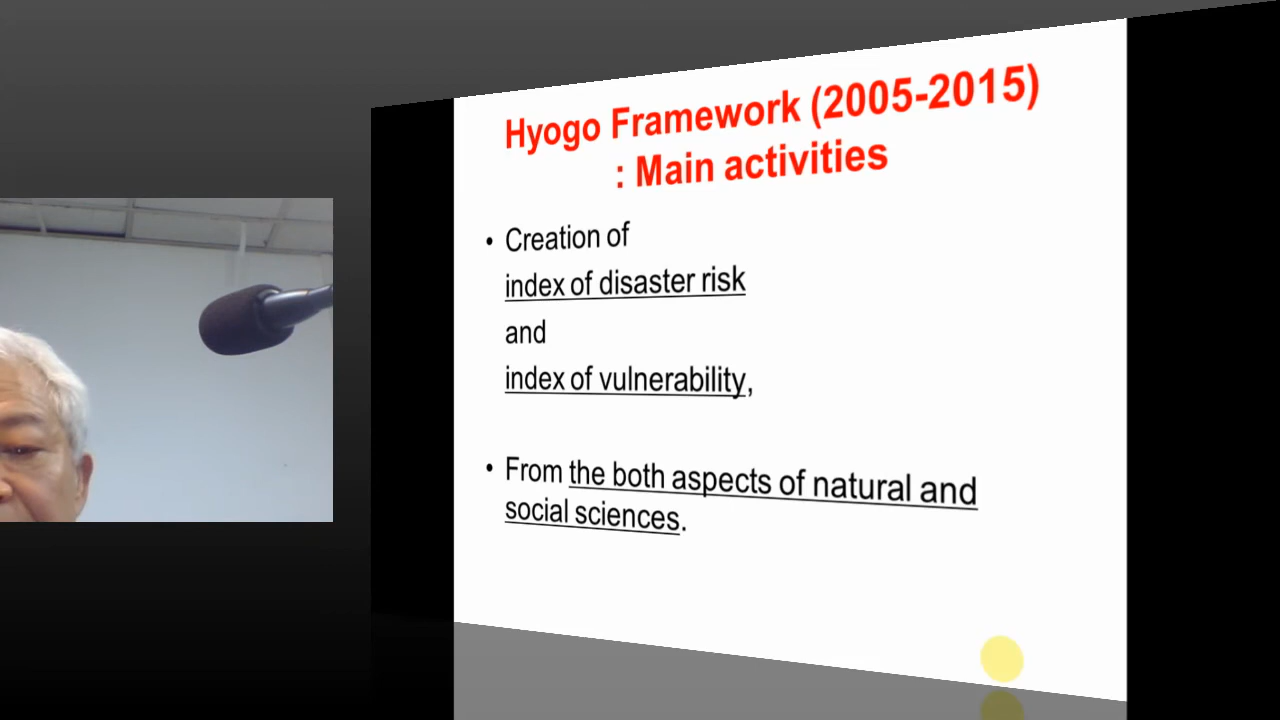 Hyogo Framework (2005-2015)
: Main activities
• Creation of
index of disaster risk
and
index of vulnerability,
• From the both aspects of natural and
social sciences.